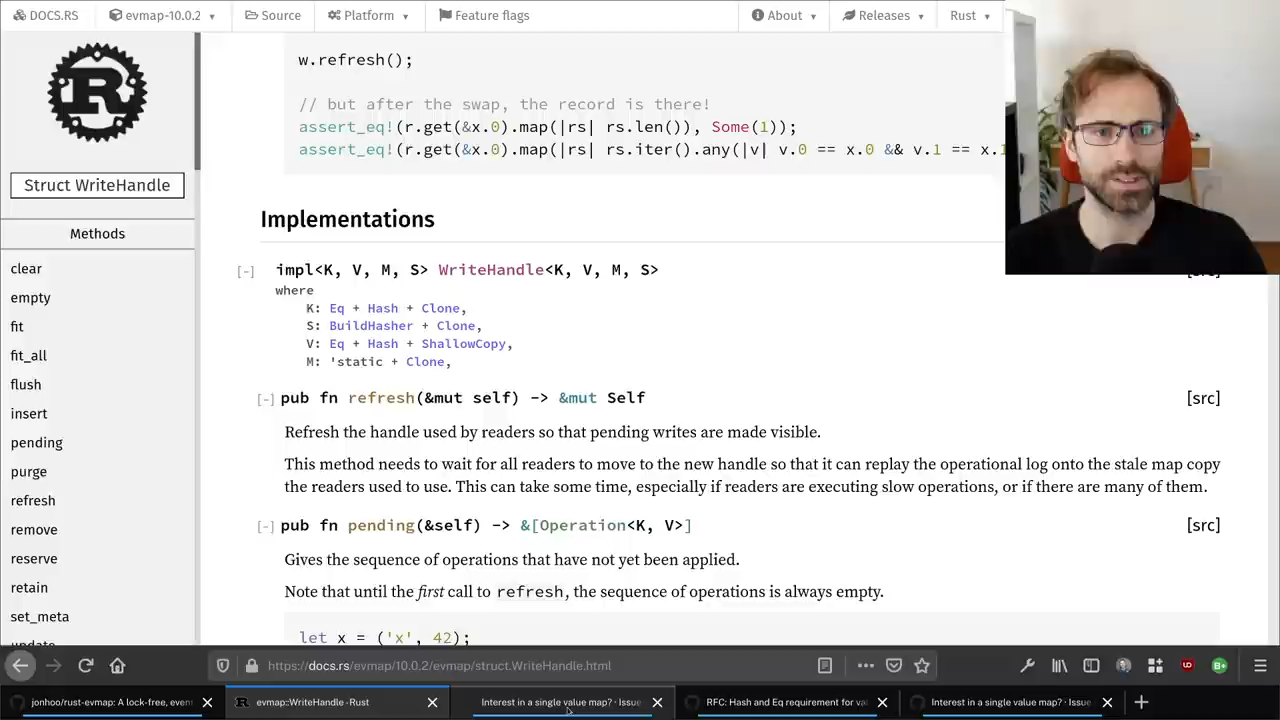 DOCS.RS evmap-10.0.2 Source Platform Feature flags About Releases Rust
w.refresh();
// but after the swap, the record is there!
assert_eq!(r.get(&x.0).map(|rs| rs.len()), Some(1));
assert_eq!(r.get(&x.0).map(|rs| rs.iter().any(|v| v.0 == x.0 && v.1 == x.1
Struct WriteHandle
Methods
clear
empty
fit
fit_all
flush
insert
pending
purge
refresh
remove
reserve
retain
set_meta
update
Implementations
[-] impl<K, V, M, S> WriteHandle<K, V, M, S> [src]
where
K: Eq + Hash + Clone,
S: BuildHasher + Clone,
V: Eq + Hash + ShallowCopy,
M: 'static + Clone,
[-] pub fn refresh(&mut self) -> &mut Self [src]
Refresh the handle used by readers so that pending writes are made visible.
This method needs to wait for all readers to move to the new handle so that it can replay the operational log onto the stale map copy
the readers used to use. This can take some time, especially if readers are executing slow operations, or if there are many of them.
[-] pub fn pending(&self) -> &[Operation<K, V>] [src]
Gives the sequence of operations that have not yet been applied.
Note that until the first call to refresh, the sequence of operations is always empty.
let x = ('x', 42);
https://docs.rs/evmap/10.0.2/evmap/struct.WriteHandle.html
jonhoo/rust-evmap: A lock-free, even evmap::WriteHandle - Rust Interest in a single value map? · Issue RFC: Hash and Eq requirement for va Interest in a single value map? · Issue